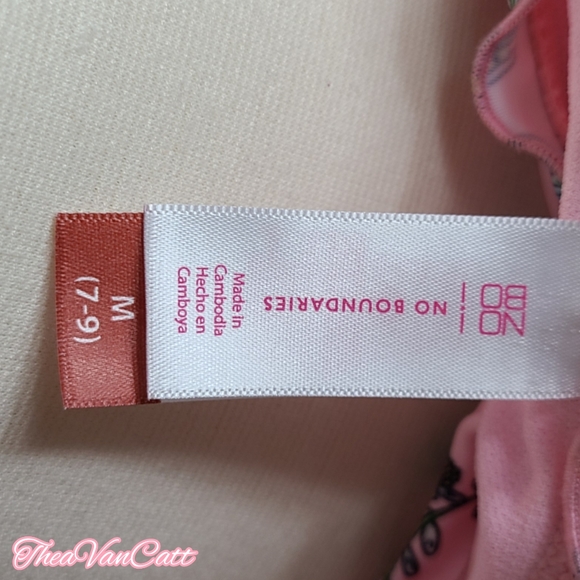 NO
BO
NO BOUNDARIES
Made in
Cambodia
Hecho en
Camboya
M
(7-9)
TheaVanCatt